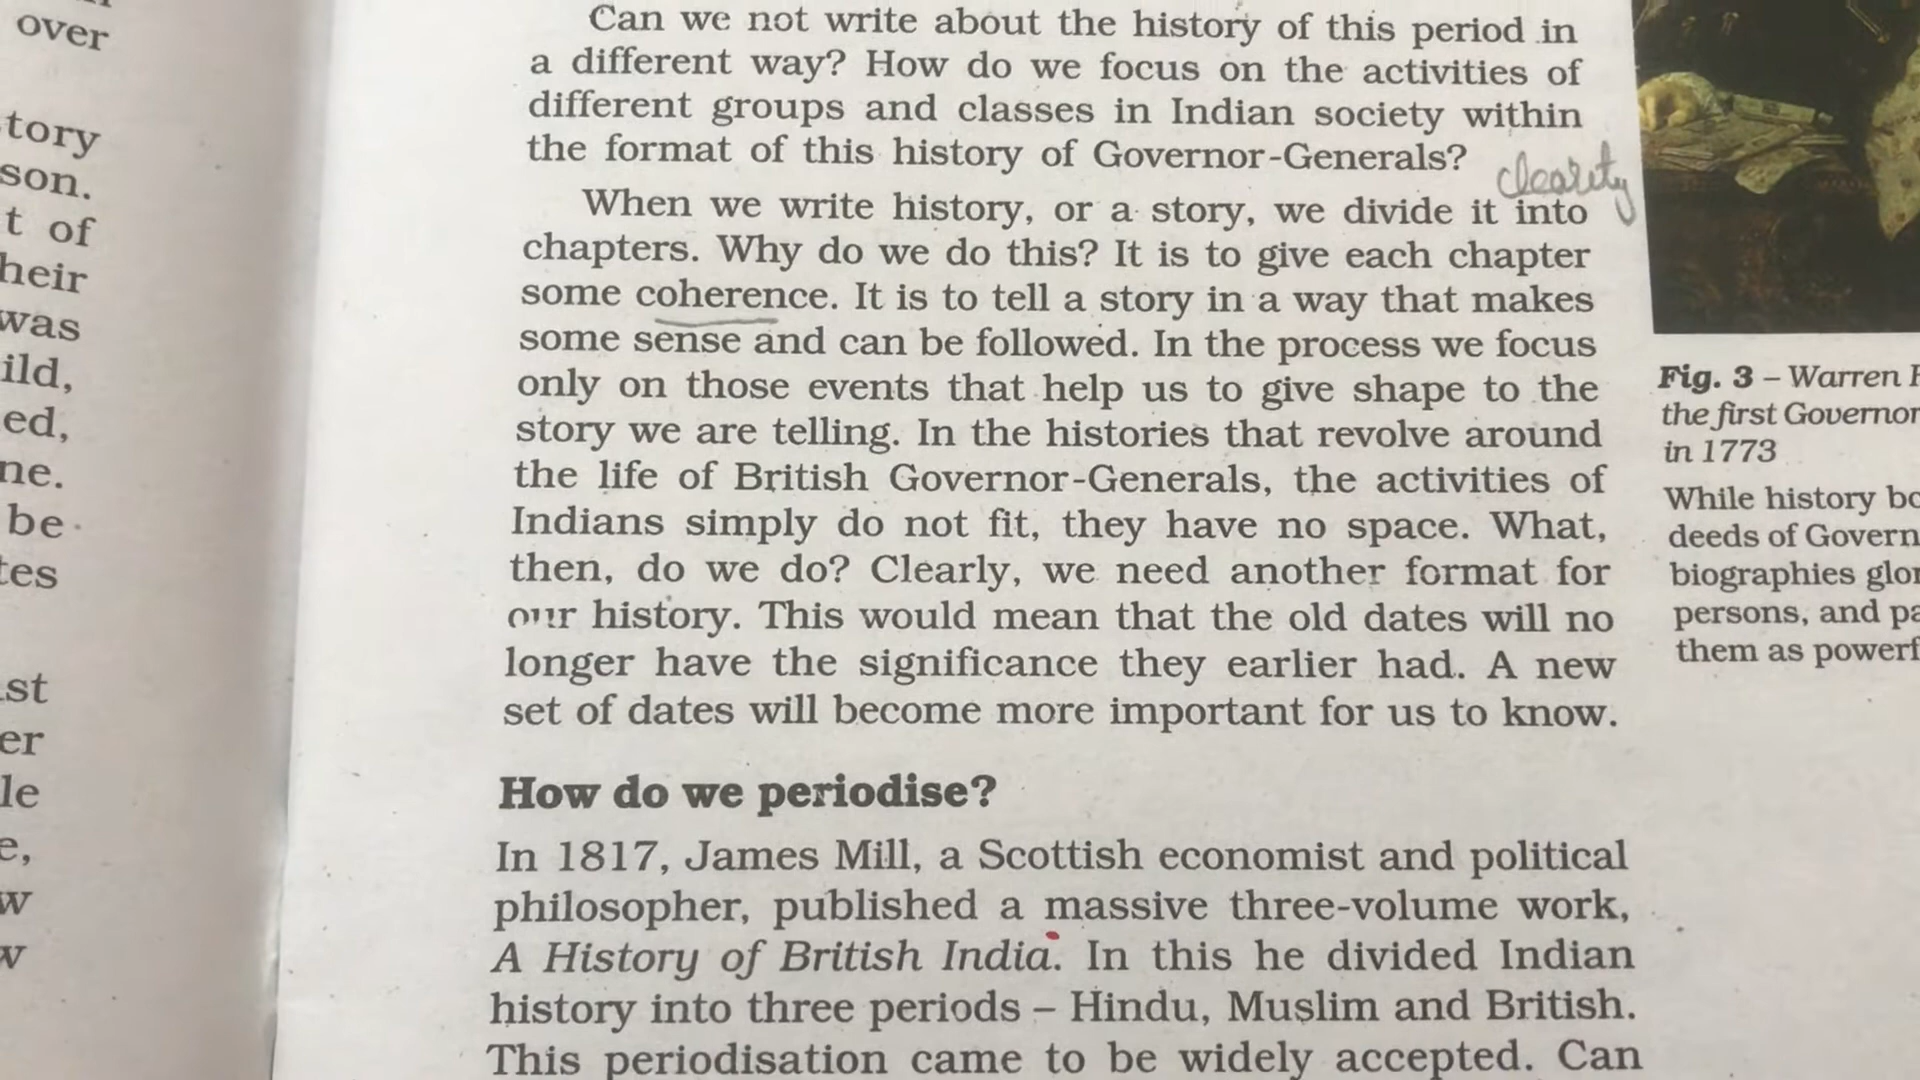 over
tory
son.
t of
heir
was
ild,
ed,
ne.
be
tes
st
er
le
e,
w
w
Can we not write about the history of this period in
a different way? How do we focus on the activities of
different groups and classes in Indian society within
the format of this history of Governor-Generals?
clearity
When we write history, or a story, we divide it into
chapters. Why do we do this? It is to give each chapter
some coherence. It is to tell a story in a way that makes
some sense and can be followed. In the process we focus
only on those events that help us to give shape to the
story we are telling. In the histories that revolve around
the life of British Governor-Generals, the activities of
Indians simply do not fit, they have no space. What,
then, do we do? Clearly, we need another format for
our history. This would mean that the old dates will no
longer have the significance they earlier had. A new
set of dates will become more important for us to know.
How do we periodise?
In 1817, James Mill, a Scottish economist and political
philosopher, published a massive three-volume work,
A History of British India. In this he divided Indian
history into three periods – Hindu, Muslim and British.
This periodisation came to be widely accepted. Can
Fig. 3 – Warren H
the first Governor
in 1773
While history bo
deeds of Govern
biographies glor
persons, and pa
them as powerf